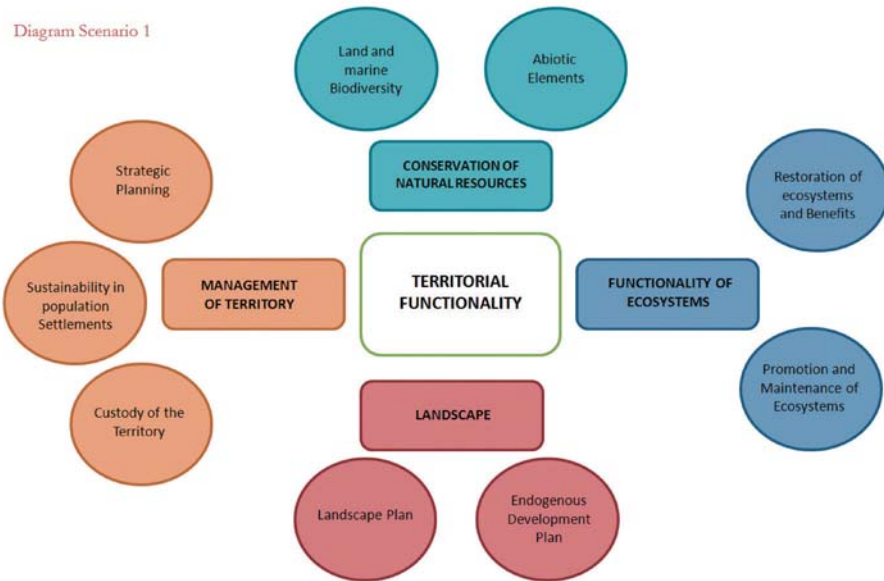 Diagram Scenario 1
Land and
marine
Biodiversity
Abiotic
Elements
Strategic
Planning
CONSERVATION OF
NATURAL RESOURCES
Restoration of
ecosystems
and Benefits
Sustainability in
population
Settlements
MANAGEMENT
OF TERRITORY
TERRITORIAL
FUNCTIONALITY
FUNCTIONALITY OF
ECOSYSTEMS
Custody of the
Territory
LANDSCAPE
Promotion and
Maintenance of
Ecosystems
Landscape Plan
Endogenous
Development
Plan